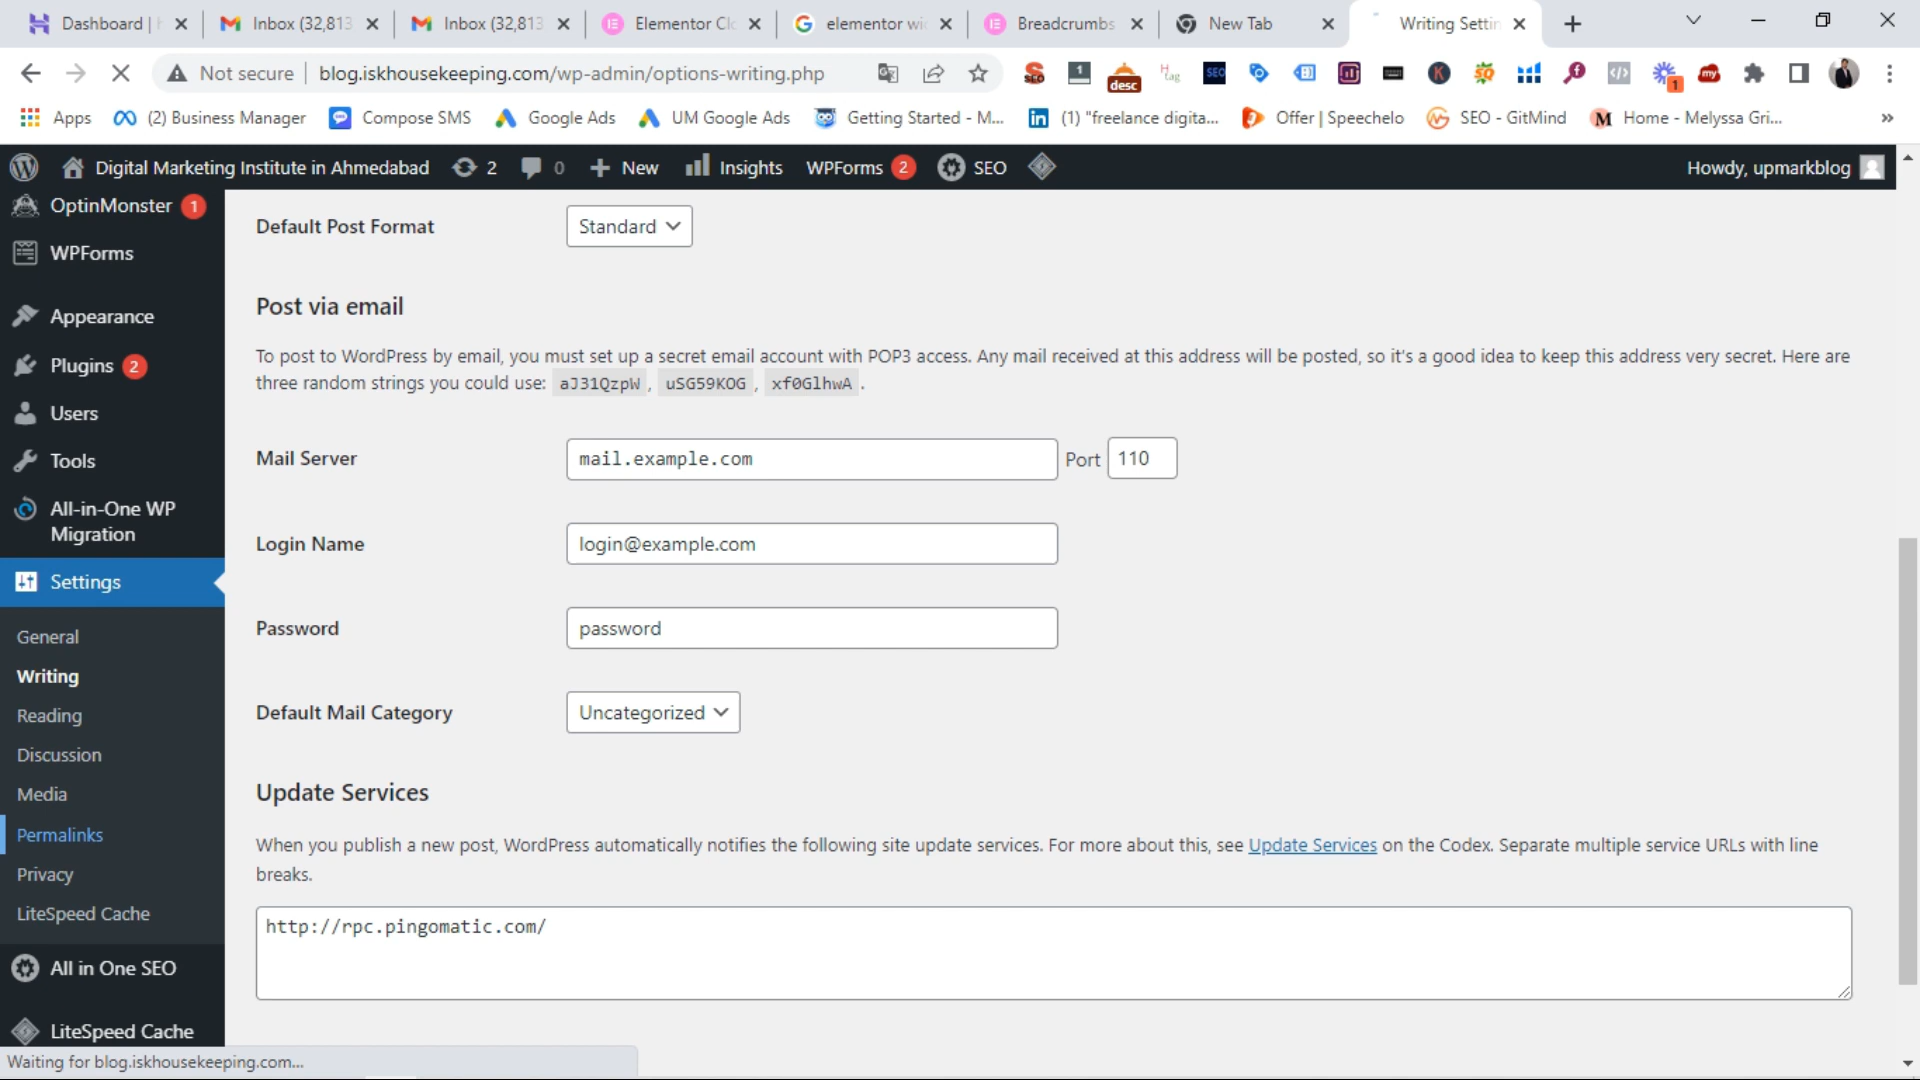 Dashboard |
Inbox (32,813
Inbox (32,813
Elementor Cl
elementor wi
Breadcrumbs
New Tab
Writing Settin
Not secure
blog.iskhousekeeping.com/wp-admin/options-writing.php
SEO
1
desc
H tag
SEO
K
1
my
Apps
(2) Business Manager
Compose SMS
Google Ads
UM Google Ads
Getting Started - M...
(1) "freelance digita...
Offer | Speechelo
SEO - GitMind
Home - Melyssa Gri...
»
Digital Marketing Institute in Ahmedabad
2
0
New
Insights
WPForms 2
SEO
Howdy, upmarkblog
OptinMonster 1
WPForms
Appearance
Plugins 2
Users
Tools
All-in-One WP
Migration
Settings
General
Writing
Reading
Discussion
Media
Permalinks
Privacy
LiteSpeed Cache
All in One SEO
LiteSpeed Cache
Default Post Format
Standard
Post via email
To post to WordPress by email, you must set up a secret email account with POP3 access. Any mail received at this address will be posted, so it's a good idea to keep this address very secret. Here are
three random strings you could use: aJ31QzpW , uSG59KOG , xf0GlhwA .
Mail Server
mail.example.com
Port 110
Login Name
login@example.com
Password
password
Default Mail Category
Uncategorized
Update Services
When you publish a new post, WordPress automatically notifies the following site update services. For more about this, see Update Services on the Codex. Separate multiple service URLs with line
breaks.
http://rpc.pingomatic.com/
Waiting for blog.iskhousekeeping.com...